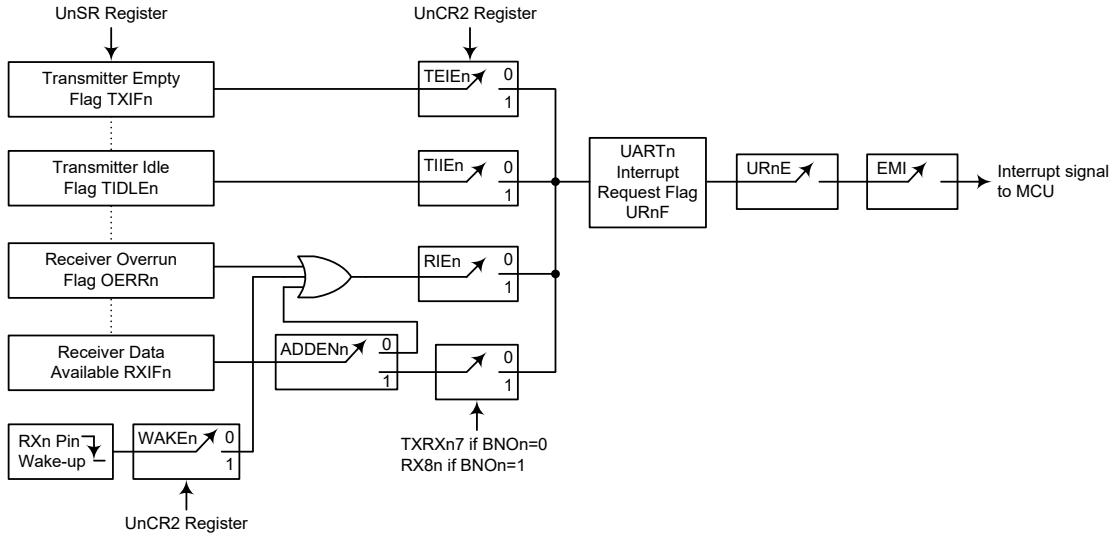 UnSR Register
UnCR2 Register
Transmitter Empty
Flag TXIFn
TEIEn
0
1
Transmitter Idle
Flag TIDLEn
TIIEn
0
1
UARTn
Interrupt
Request Flag
URnF
URnE
EMI
Interrupt signal
to MCU
Receiver Overrun
Flag OERRn
RIEn
0
1
Receiver Data
Available RXIFn
ADDENn
0
1
0
1
RXn Pin
Wake-up
WAKEn
0
1
TXRXn7 if BNOn=0
RX8n if BNOn=1
UnCR2 Register